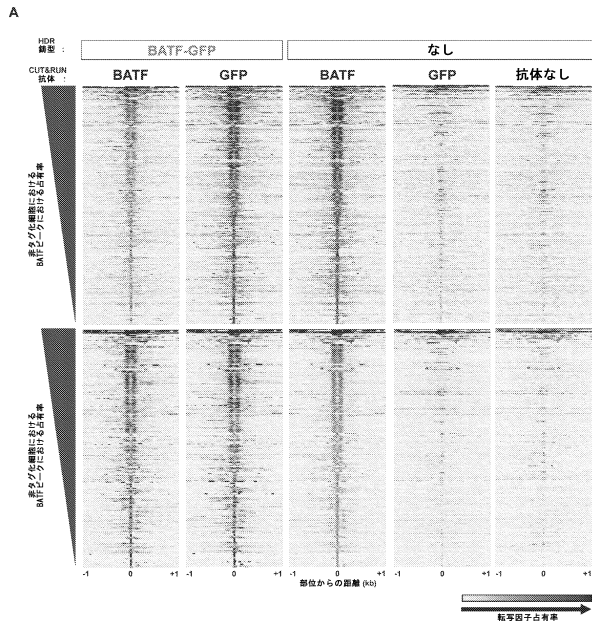 A
HDR
鋳型 :
BATF-GFP
なし
CUT&RUN
抗体 :
BATF
GFP
BATF
GFP
抗体なし
非タグ化細胞における
BATFピークにおける占有率
非タグ化細胞における
BATFピークにおける占有率
-1 0 +1 -1 0 +1 -1 0 +1 -1 0 +1 -1 0 +1
部位からの距離 (kb)
転写因子占有率